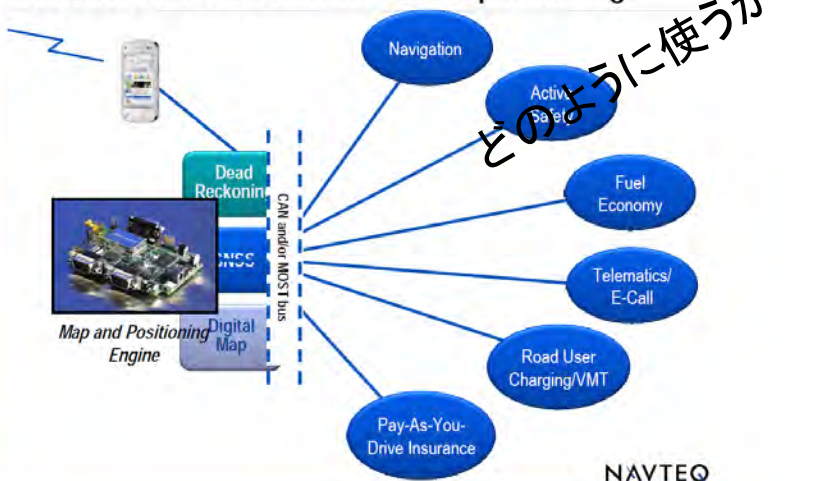 Navigation
Active
Safety
どのように使うか
Dead
Reckoning
Fuel
Economy
CAN and/or MOST bus
GNSS
Telematics/
E-Call
Map and Positioning
Engine
Digital
Map
Road User
Charging/VMT
Pay-As-You-
Drive Insurance
NAVTEQ